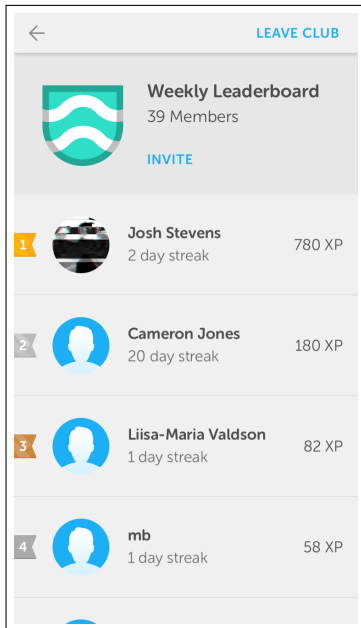 LEAVE CLUB
Weekly Leaderboard
39 Members
INVITE
1
Josh Stevens
2 day streak
780 XP
2
Cameron Jones
20 day streak
180 XP
3
Liisa-Maria Valdson
1 day streak
82 XP
4
mb
1 day streak
58 XP